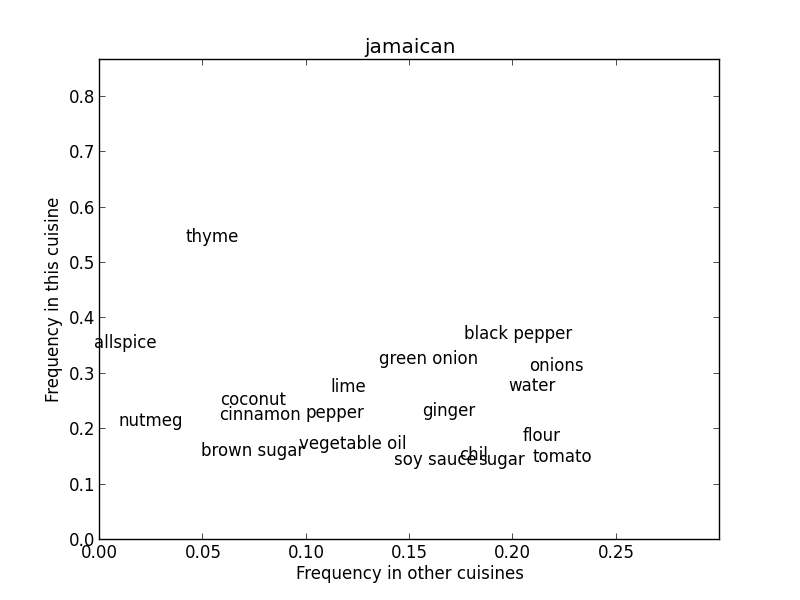 jamaican
0.8
0.7
0.6
0.5
0.4
0.3
0.2
0.1
0.0
Frequency in this cuisine
thyme
allspice
black pepper
green onion
onions
lime
water
coconut
cinnamon
pepper
ginger
nutmeg
flour
vegetable oil
brown sugar
chil
soy sauce
sugar
tomato
0.00 0.05 0.10 0.15 0.20 0.25
Frequency in other cuisines